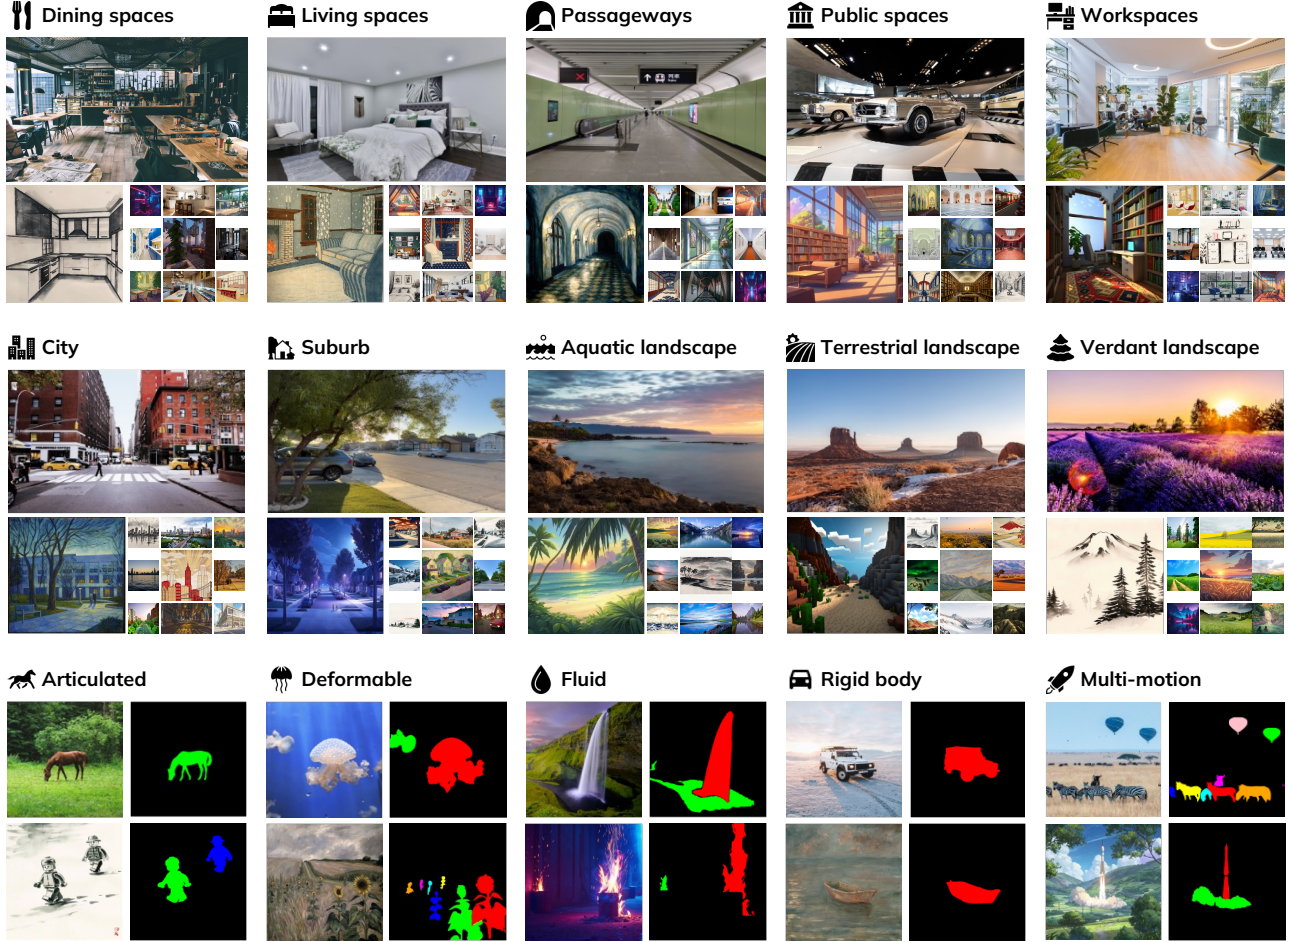 Dining spaces
Living spaces
Passageways
Public spaces
Workspaces
City
Suburb
Aquatic landscape
Terrestrial landscape
Verdant landscape
Articulated
Deformable
Fluid
Rigid body
Multi-motion